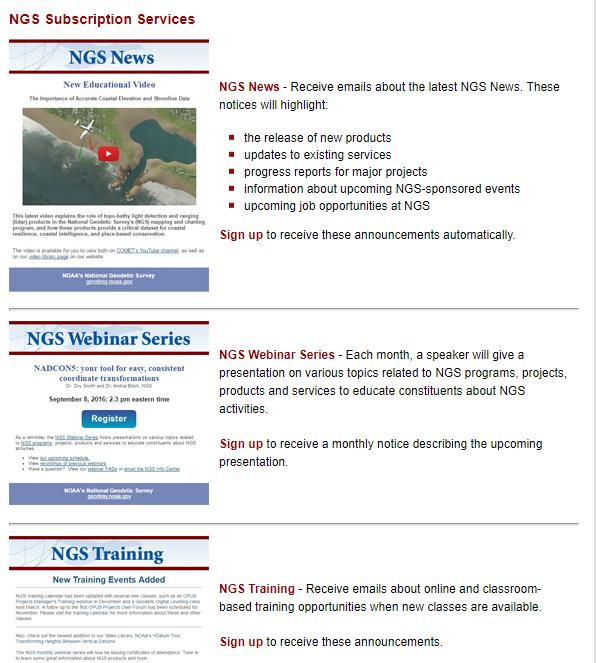 NGS Subscription Services
NGS News
New Educational Video
The Importance of Accurate Coastal Elevation and Shoreline Data
This latest video explains the role of topo-bathy light detection and ranging
(lidar) products in the National Geodetic Survey's (NGS) mapping and charting
program, and how these products provide a critical dataset for coastal
resilience, coastal intelligence, and place-based conservation.
The video is available for you to view both on COMET's YouTube channel, as well as
on our video library page on our website.
NOAA's National Geodetic Survey
geodesy.noaa.gov
NGS News - Receive emails about the latest NGS News. These
notices will highlight:
the release of new products
updates to existing services
progress reports for major projects
information about upcoming NGS-sponsored events
upcoming job opportunities at NGS
Sign up to receive these announcements automatically.
NGS Webinar Series
NADCON5: your tool for easy, consistent
coordinate transformations
Dr. Dru Smith and Dr. Andria Bilich, NGS
September 8, 2016; 2-3 pm eastern time
Register
As a reminder, the NGS Webinar Series hosts presentations on various topics related
to NGS programs, projects, products and services to educate constituents about NGS
activities.
View our upcoming schedule.
View recordings of previous webinars
Have a question? View our webinar FAQs or email the NGS Info Center
NOAA's National Geodetic Survey
geodesy.noaa.gov
NGS Webinar Series - Each month, a speaker will give a
presentation on various topics related to NGS programs, projects,
products and services to educate constituents about NGS
activities.
Sign up to receive a monthly notice describing the upcoming
presentation.
NGS Training
New Training Events Added
NGS' training calendar has been updated with several new classes, such as an OPUS
Projects Manager's Training webinar in December and a Geodetic Digital Leveling class
next March. A follow up to the first OPUS Projects User Forum has been scheduled for
November. Please visit the training calendar for more information about these and other
classes.
Also, check out the newest addition to our Video Library, NOAA's VDatum Tool
Transforming Heights Between Vertical Datums.
The NGS monthly webinar series will now be issuing certificates of attendance. Tune in
to learn some great information about NGS products and tools.
NGS Training - Receive emails about online and classroom-
based training opportunities when new classes are available.
Sign up to receive these announcements.